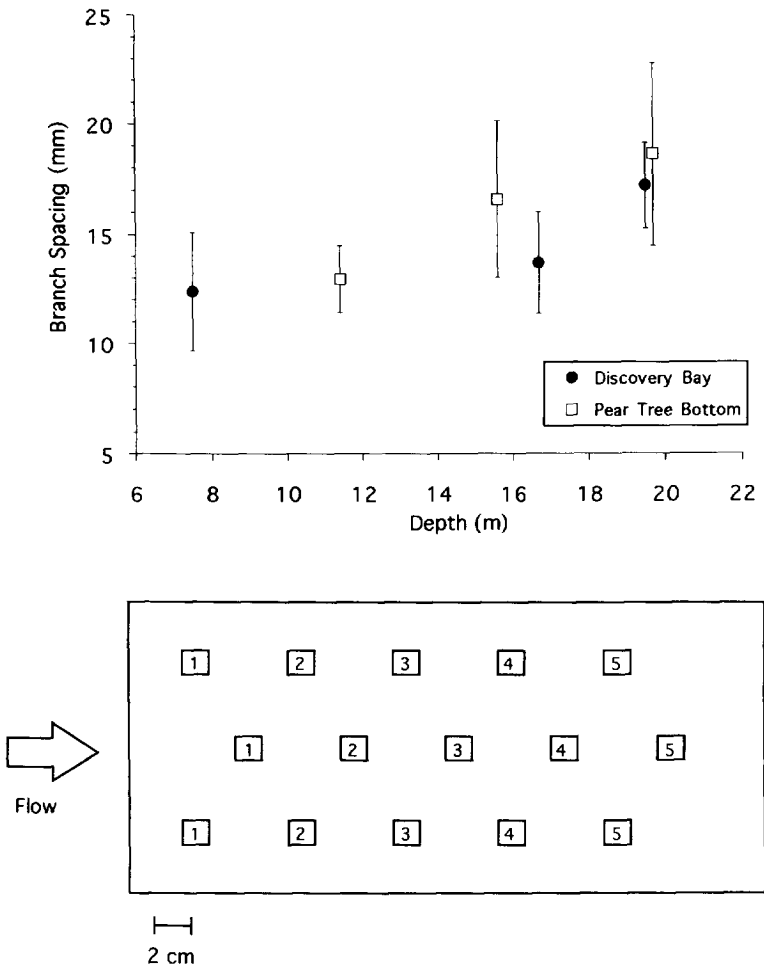 25
20
15
10
5
Branch Spacing (mm)
Discovery Bay
Pear Tree Bottom
6 8 10 12 14 16 18 20 22
Depth (m)
1 2 3 4 5
1 2 3 4 5
Flow
1 2 3 4 5
2 cm